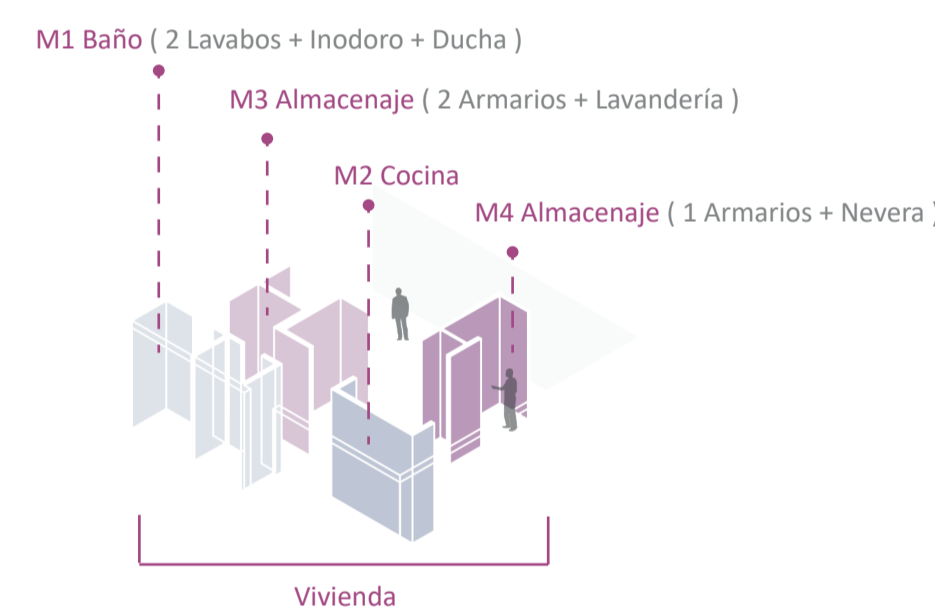 M1 Baño ( 2 Lavabos + Inodoro + Ducha )
M3 Almacenaje ( 2 Armarios + Lavandería )
M2 Cocina
M4 Almacenaje ( 1 Armarios + Nevera )
Vivienda